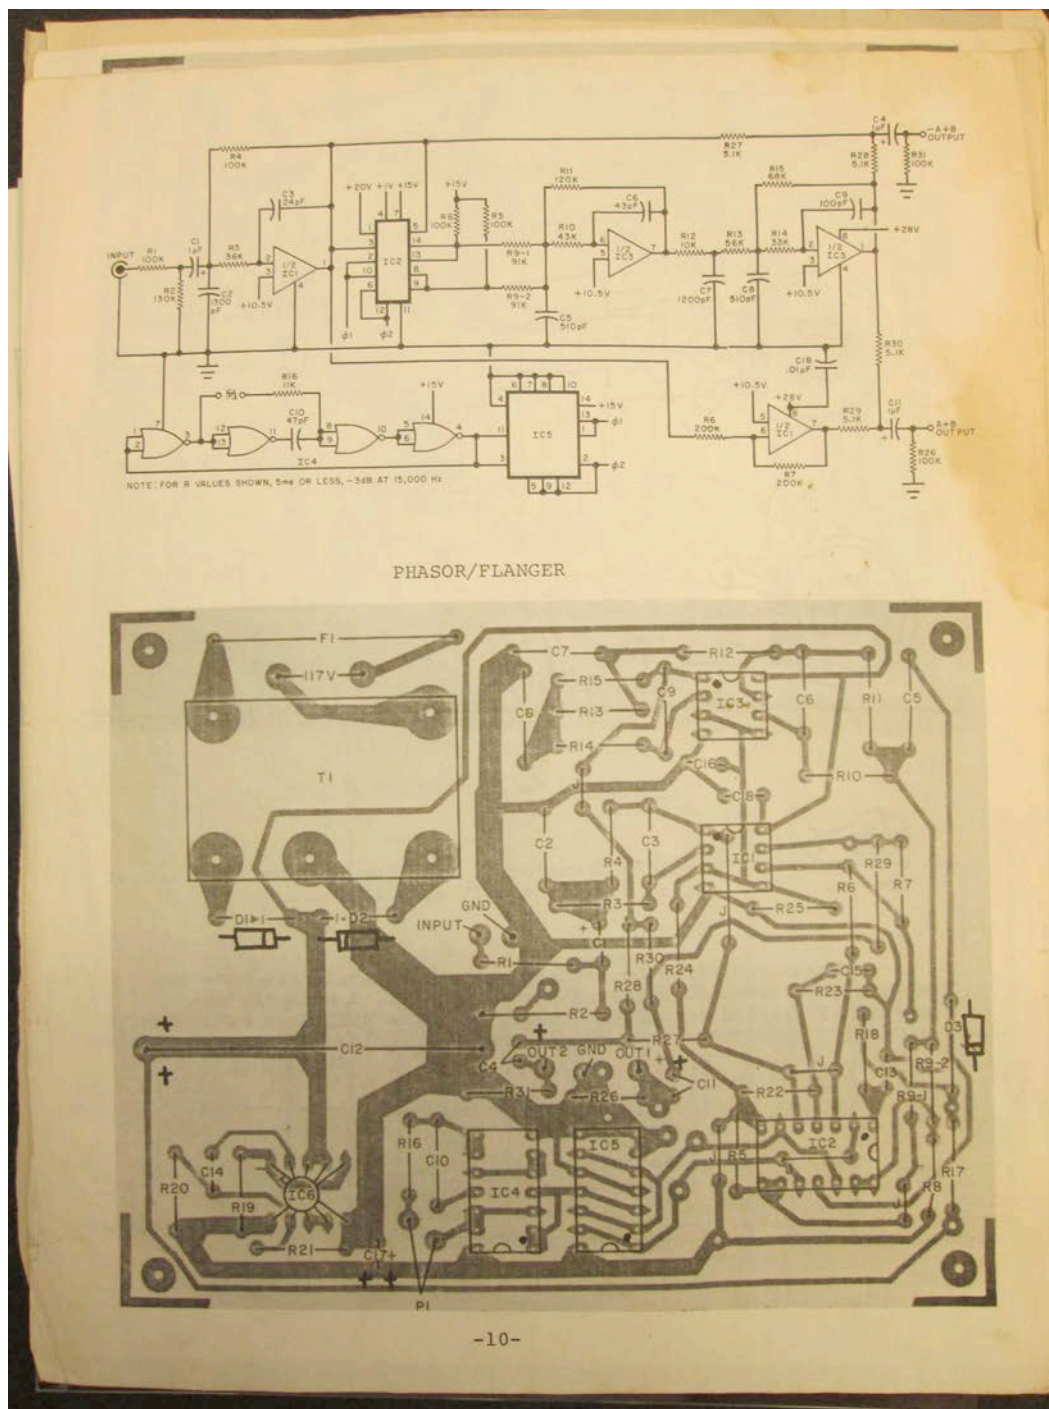 C4
1µF
-A+B
OUTPUT
R4
100K
R27
5.1K
R28
5.1K
R31
100K
R15
68K
R11
120K
+15V
+20V
+1V
+15V
C3
24pF
C6
43pF
C9
100pF
+28V
R5
100K
INPUT
R1
100K
C1
1µF
R3
36K
1/2
IC1
IC2
R9-1
91K
R10
43K
1/2
IC3
R12
10K
R13
56K
R14
33K
1/2
IC3
R2
130K
C2
1300
pF
+10.5V
R9-2
91K
+10.5V
C7
1200pF
C8
510pF
+10.5V
C5
510pF
ø1
ø2
R30
5.1K
C18
.01µF
R16
11K
+15V
+10.5V
+28V
C11
1µF
C10
47pF
IC5
+15V
ø1
R6
200K
1/2
IC1
R29
5.1K
A+B
OUTPUT
IC4
ø2
R7
200K
R26
100K
NOTE: FOR R VALUES SHOWN, 5ms OR LESS, -3dB AT 15,000 Hz
PHASOR/FLANGER
F1
117V
C7
R12
R15
C9
IC3
C6
R11
C5
C8
R13
R14
T1
J
C16
R10
C18
C2
R4
C3
IC1
R6
R29
R7
D1
D2
GND
INPUT
R3
J
R25
+
C1
R1
R30
R24
C15
R28
R23
R2
R18
D3
+
C12
R27
J
+
C4
OUT2
GND
OUT1
+
+
R9-2
C13
+
R31
R26
C11
R22
R9-1
R16
C10
IC5
R5
IC2
R20
C14
R19
IC6
IC4
J
J
J
R8
R17
R21
C17+
+ +
P1
-10-